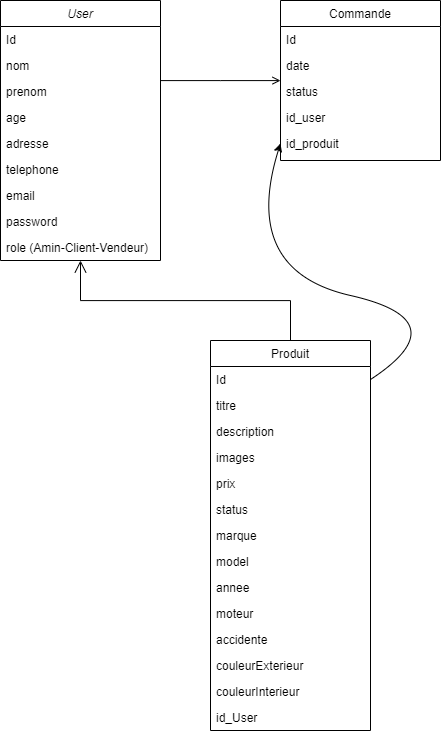 User
Id
nom
prenom
age
adresse
telephone
email
password
role (Amin-Client-Vendeur)
Commande
Id
date
status
id_user
id_produit
Produit
Id
titre
description
images
prix
status
marque
model
annee
moteur
accidente
couleurExterieur
couleurInterieur
id_User